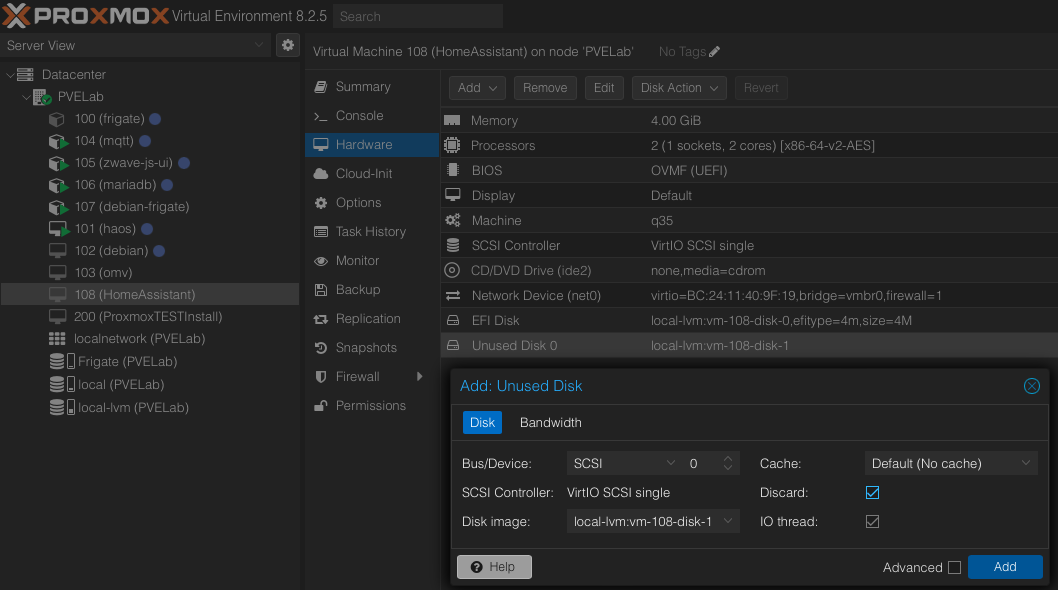 PROXMOX Virtual Environment 8.2.5 Search
Server View
Datacenter
PVELab
100 (frigate)
104 (mqtt)
105 (zwave-js-ui)
106 (mariadb)
107 (debian-frigate)
101 (haos)
102 (debian)
103 (omv)
108 (HomeAssistant)
200 (ProxmoxTESTInstall)
localnetwork (PVELab)
Frigate (PVELab)
local (PVELab)
local-lvm (PVELab)
Virtual Machine 108 (HomeAssistant) on node 'PVELab' No Tags
Summary
Console
Hardware
Cloud-Init
Options
Task History
Monitor
Backup
Replication
Snapshots
Firewall
Permissions
Add Remove Edit Disk Action Revert
Memory 4.00 GiB
Processors 2 (1 sockets, 2 cores) [x86-64-v2-AES]
BIOS OVMF (UEFI)
Display Default
Machine q35
SCSI Controller VirtIO SCSI single
CD/DVD Drive (ide2) none,media=cdrom
Network Device (net0) virtio=BC:24:11:40:9F:19,bridge=vmbr0,firewall=1
EFI Disk local-lvm:vm-108-disk-0,efitype=4m,size=4M
Unused Disk 0 local-lvm:vm-108-disk-1
Add: Unused Disk
Disk Bandwidth
Bus/Device: SCSI 0 Cache: Default (No cache)
SCSI Controller: VirtIO SCSI single Discard:
Disk image: local-lvm:vm-108-disk-1 IO thread:
? Help Advanced Add